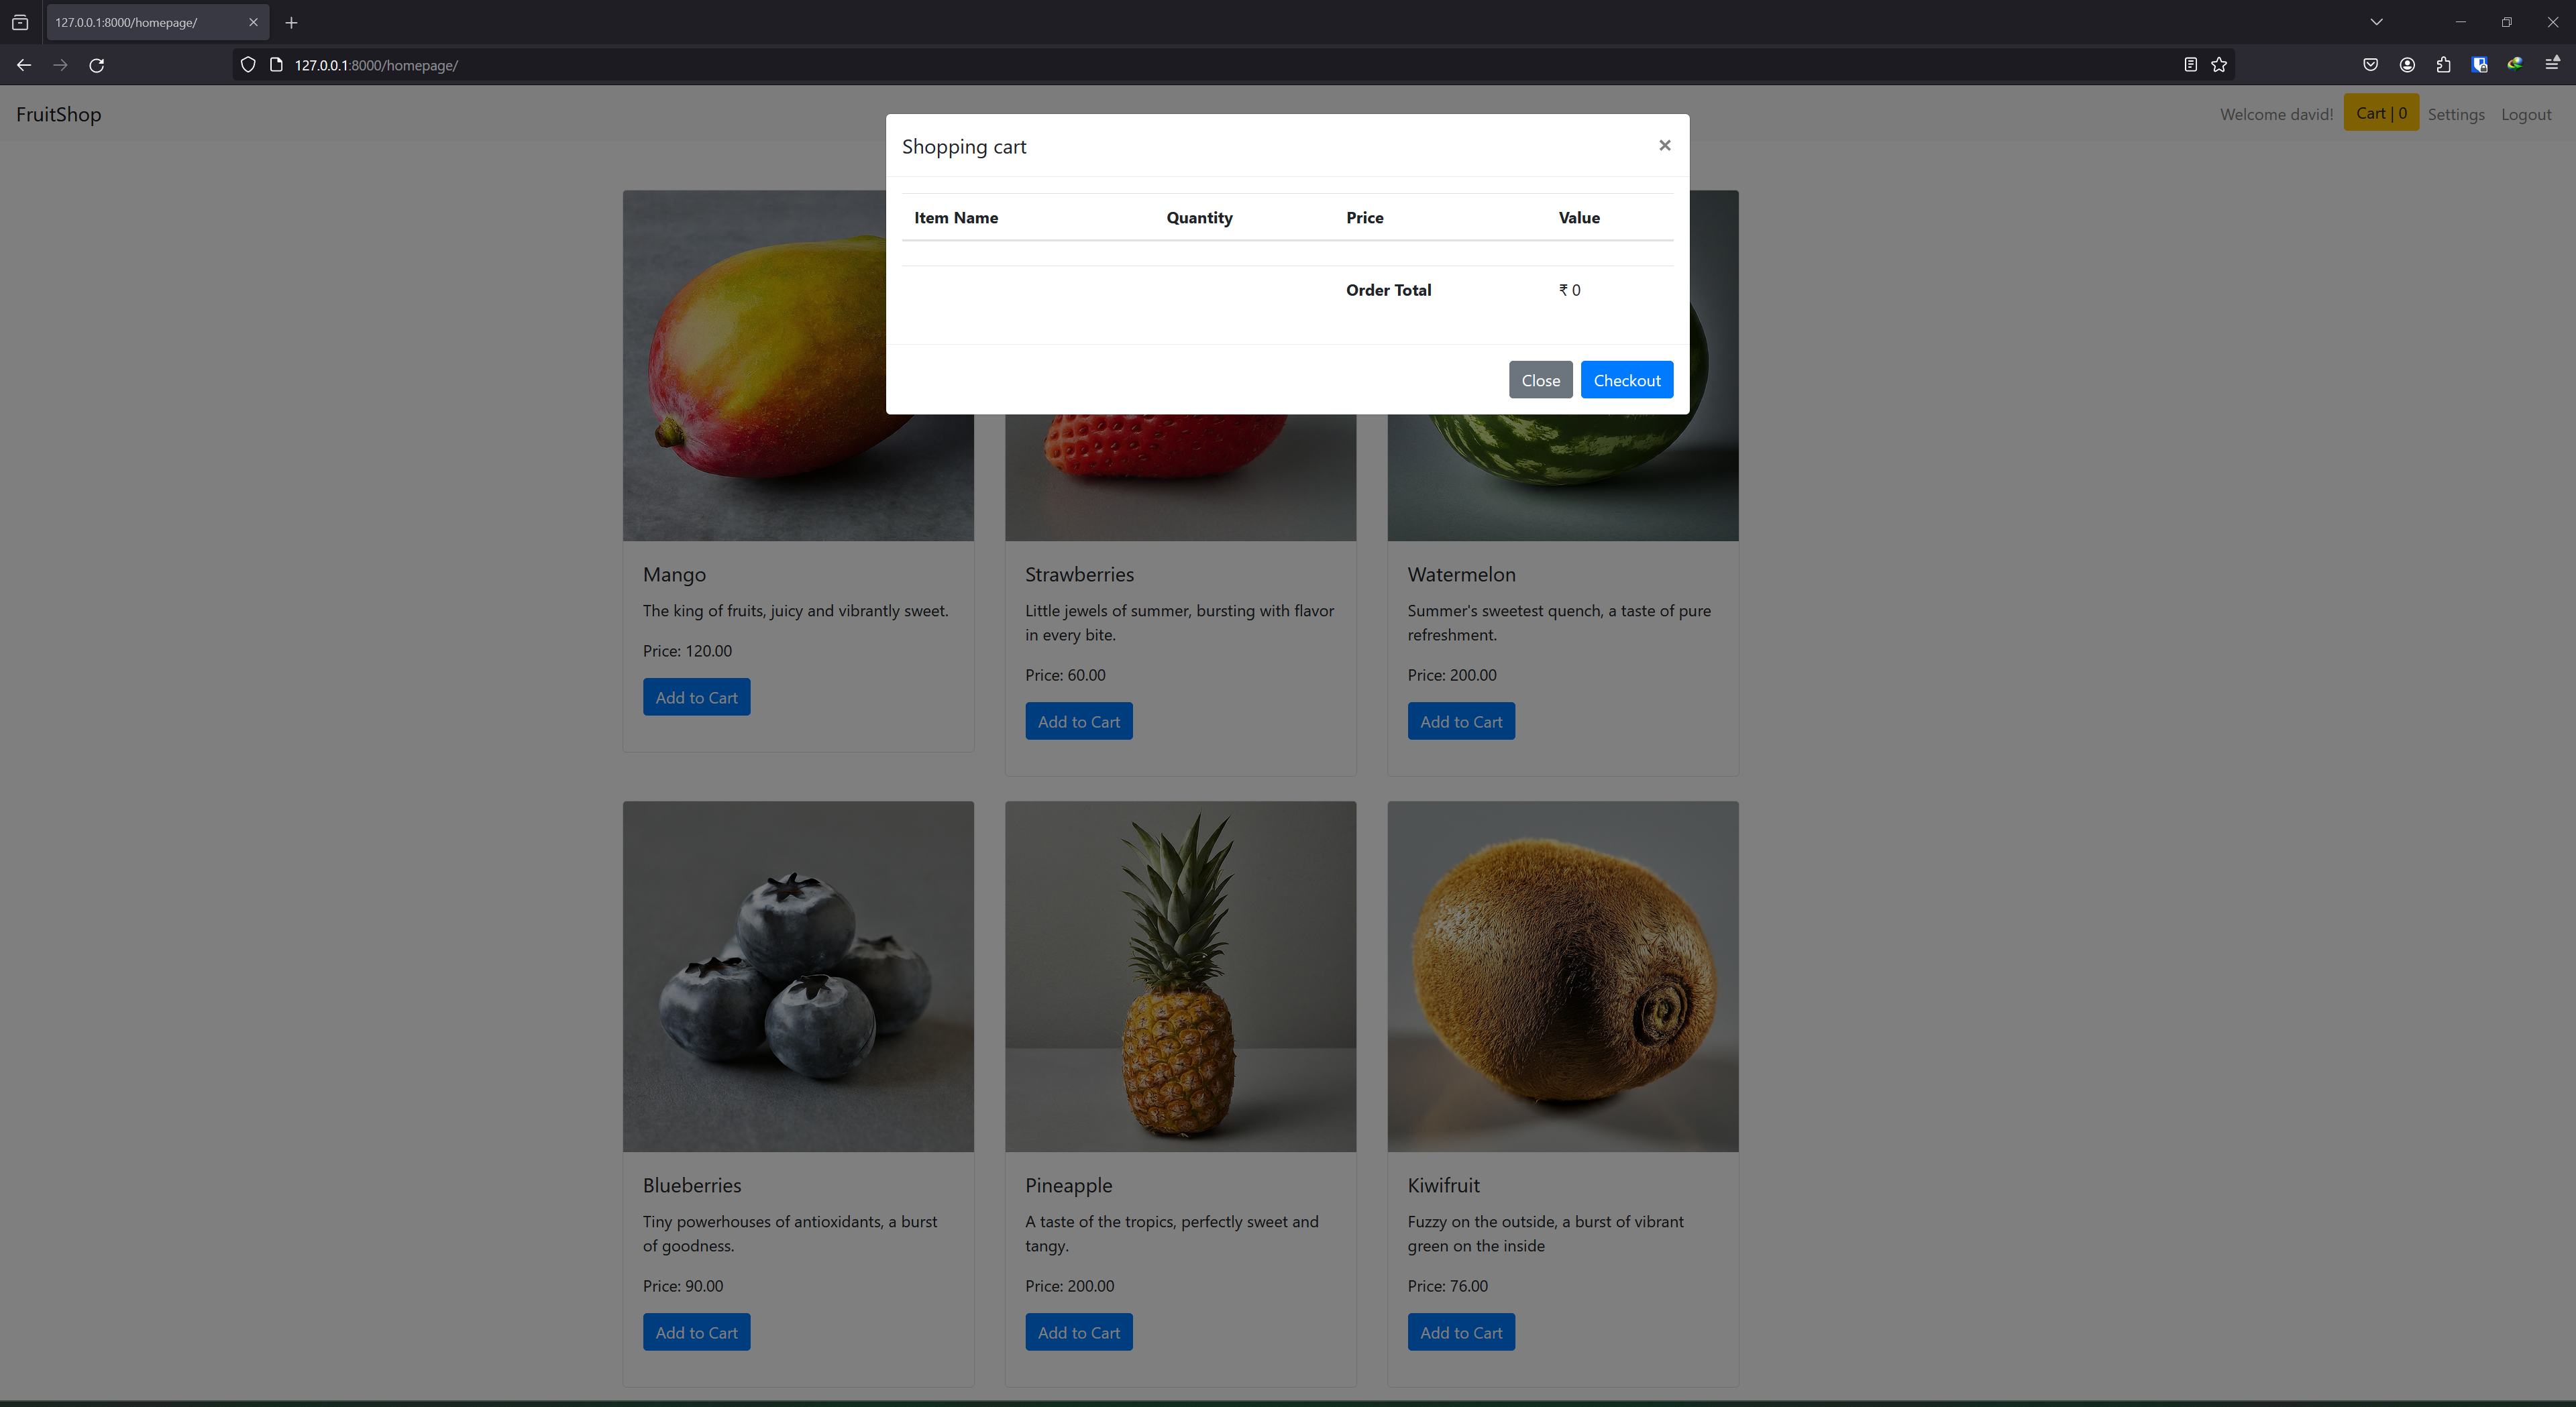 127.0.0.1:8000/homepage/
127.0.0.1:8000/homepage/
FruitShop
Welcome david!
Cart | 0
Settings
Logout
Shopping cart
×
Item Name Quantity Price Value
Order Total ₹ 0
Close Checkout
Mango
The king of fruits, juicy and vibrantly sweet.
Price: 120.00
Add to Cart
Strawberries
Little jewels of summer, bursting with flavor
in every bite.
Price: 60.00
Add to Cart
Watermelon
Summer's sweetest quench, a taste of pure
refreshment.
Price: 200.00
Add to Cart
Blueberries
Tiny powerhouses of antioxidants, a burst
of goodness.
Price: 90.00
Add to Cart
Pineapple
A taste of the tropics, perfectly sweet and
tangy.
Price: 200.00
Add to Cart
Kiwifruit
Fuzzy on the outside, a burst of vibrant
green on the inside
Price: 76.00
Add to Cart